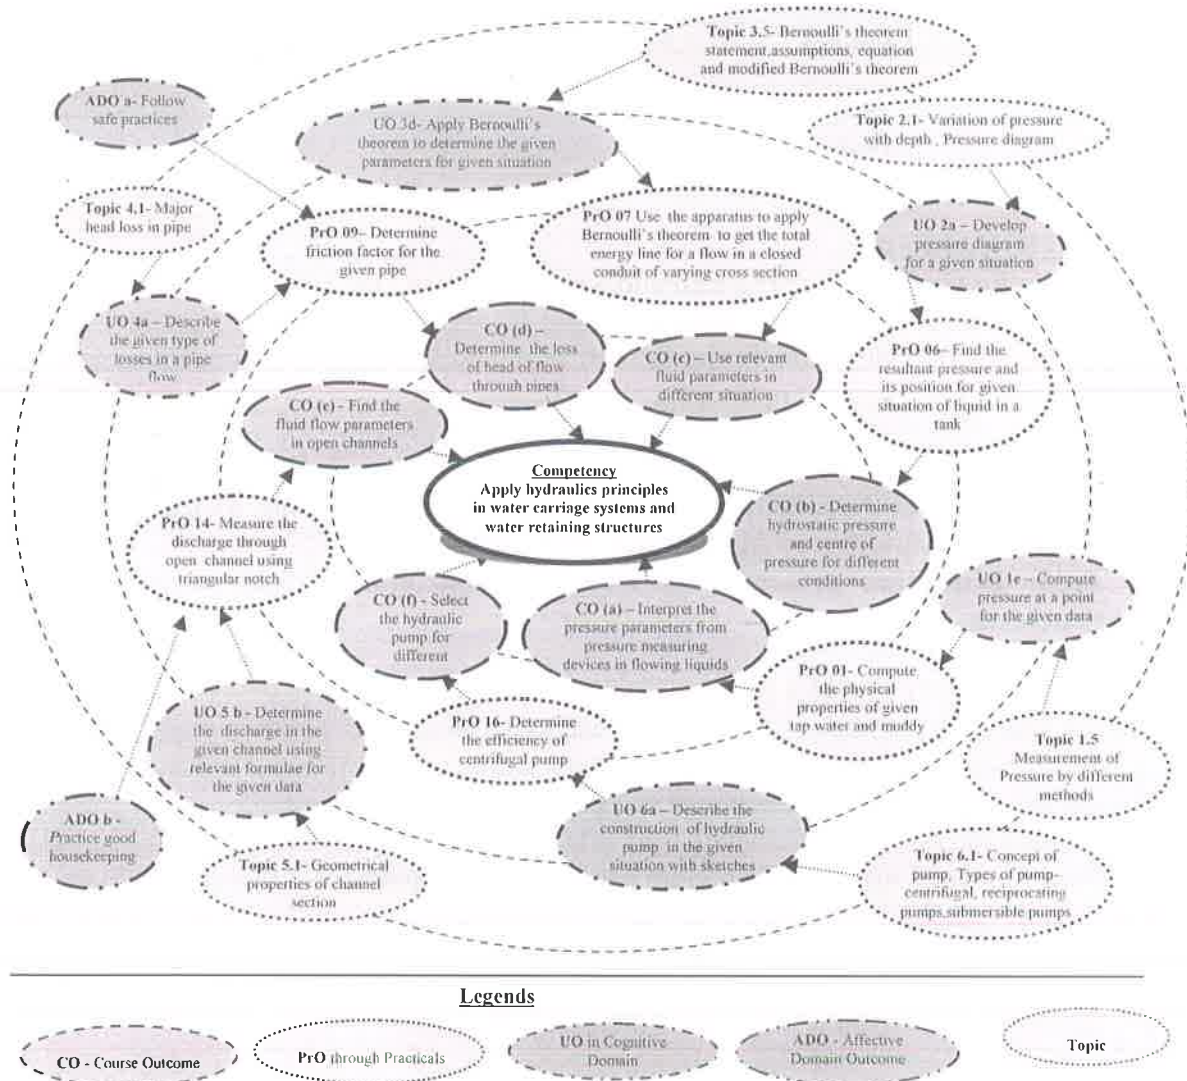 Topic 3.5- Bernoulli's theorem
statement,assumptions, equation
and modified Bernoulli's theorem
ADO a- Follow
safe practices
UO 3d- Apply Bernoulli's
theorem to determine the given
parameters for given situation
Topic 2.1- Variation of pressure
with depth , Pressure diagram
Topic 4.1- Major
head loss in pipe
PrO 09– Determine
friction factor for the
given pipe
PrO 07 Use the apparatus to apply
Bernoulli's theorem to get the total
energy line for a flow in a closed
conduit of varying cross section
UO 2a – Develop
pressure diagram
for a given situation
UO 4a – Describe
the given type of
losses in a pipe
flow
CO (d) –
Determine the loss
of head of flow
through pipes
CO (c) – Use relevant
fluid parameters in
different situation
PrO 06– Find the
resultant pressure and
its position for given
situation of liquid in a
tank
CO (e) - Find the
fluid flow parameters
in open channels
Competency
Apply hydraulics principles
in water carriage systems and
water retaining structures
CO (b) - Determine
hydrostatic pressure
and centre of
pressure for different
conditions
PrO 14- Measure the
discharge through
open channel using
triangular notch
UO 1e – Compute
pressure at a point
for the given data
CO (f) - Select
the hydraulic
pump for
different
CO (a) – Interpret the
pressure parameters from
pressure measuring
devices in flowing liquids
PrO 01- Compute
the physical
properties of given
tap water and muddy
UO 5 b - Determine
the discharge in the
given channel using
relevant formulae for
the given data
PrO 16- Determine
the efficiency of
centrifugal pump
Topic 1.5
Measurement of
Pressure by different
methods
ADO b -
Practice good
housekeeping
UO 6a – Describe the
construction of hydraulic
pump in the given
situation with sketches
Topic 5.1- Geometrical
properties of channel
section
Topic 6.1- Concept of
pump, Types of pump-
centrifugal, reciprocating
pumps,submersible pumps
Legends
CO - Course Outcome
PrO through Practicals
UO in Cognitive
Domain
ADO - Affective
Domain Outcome
Topic